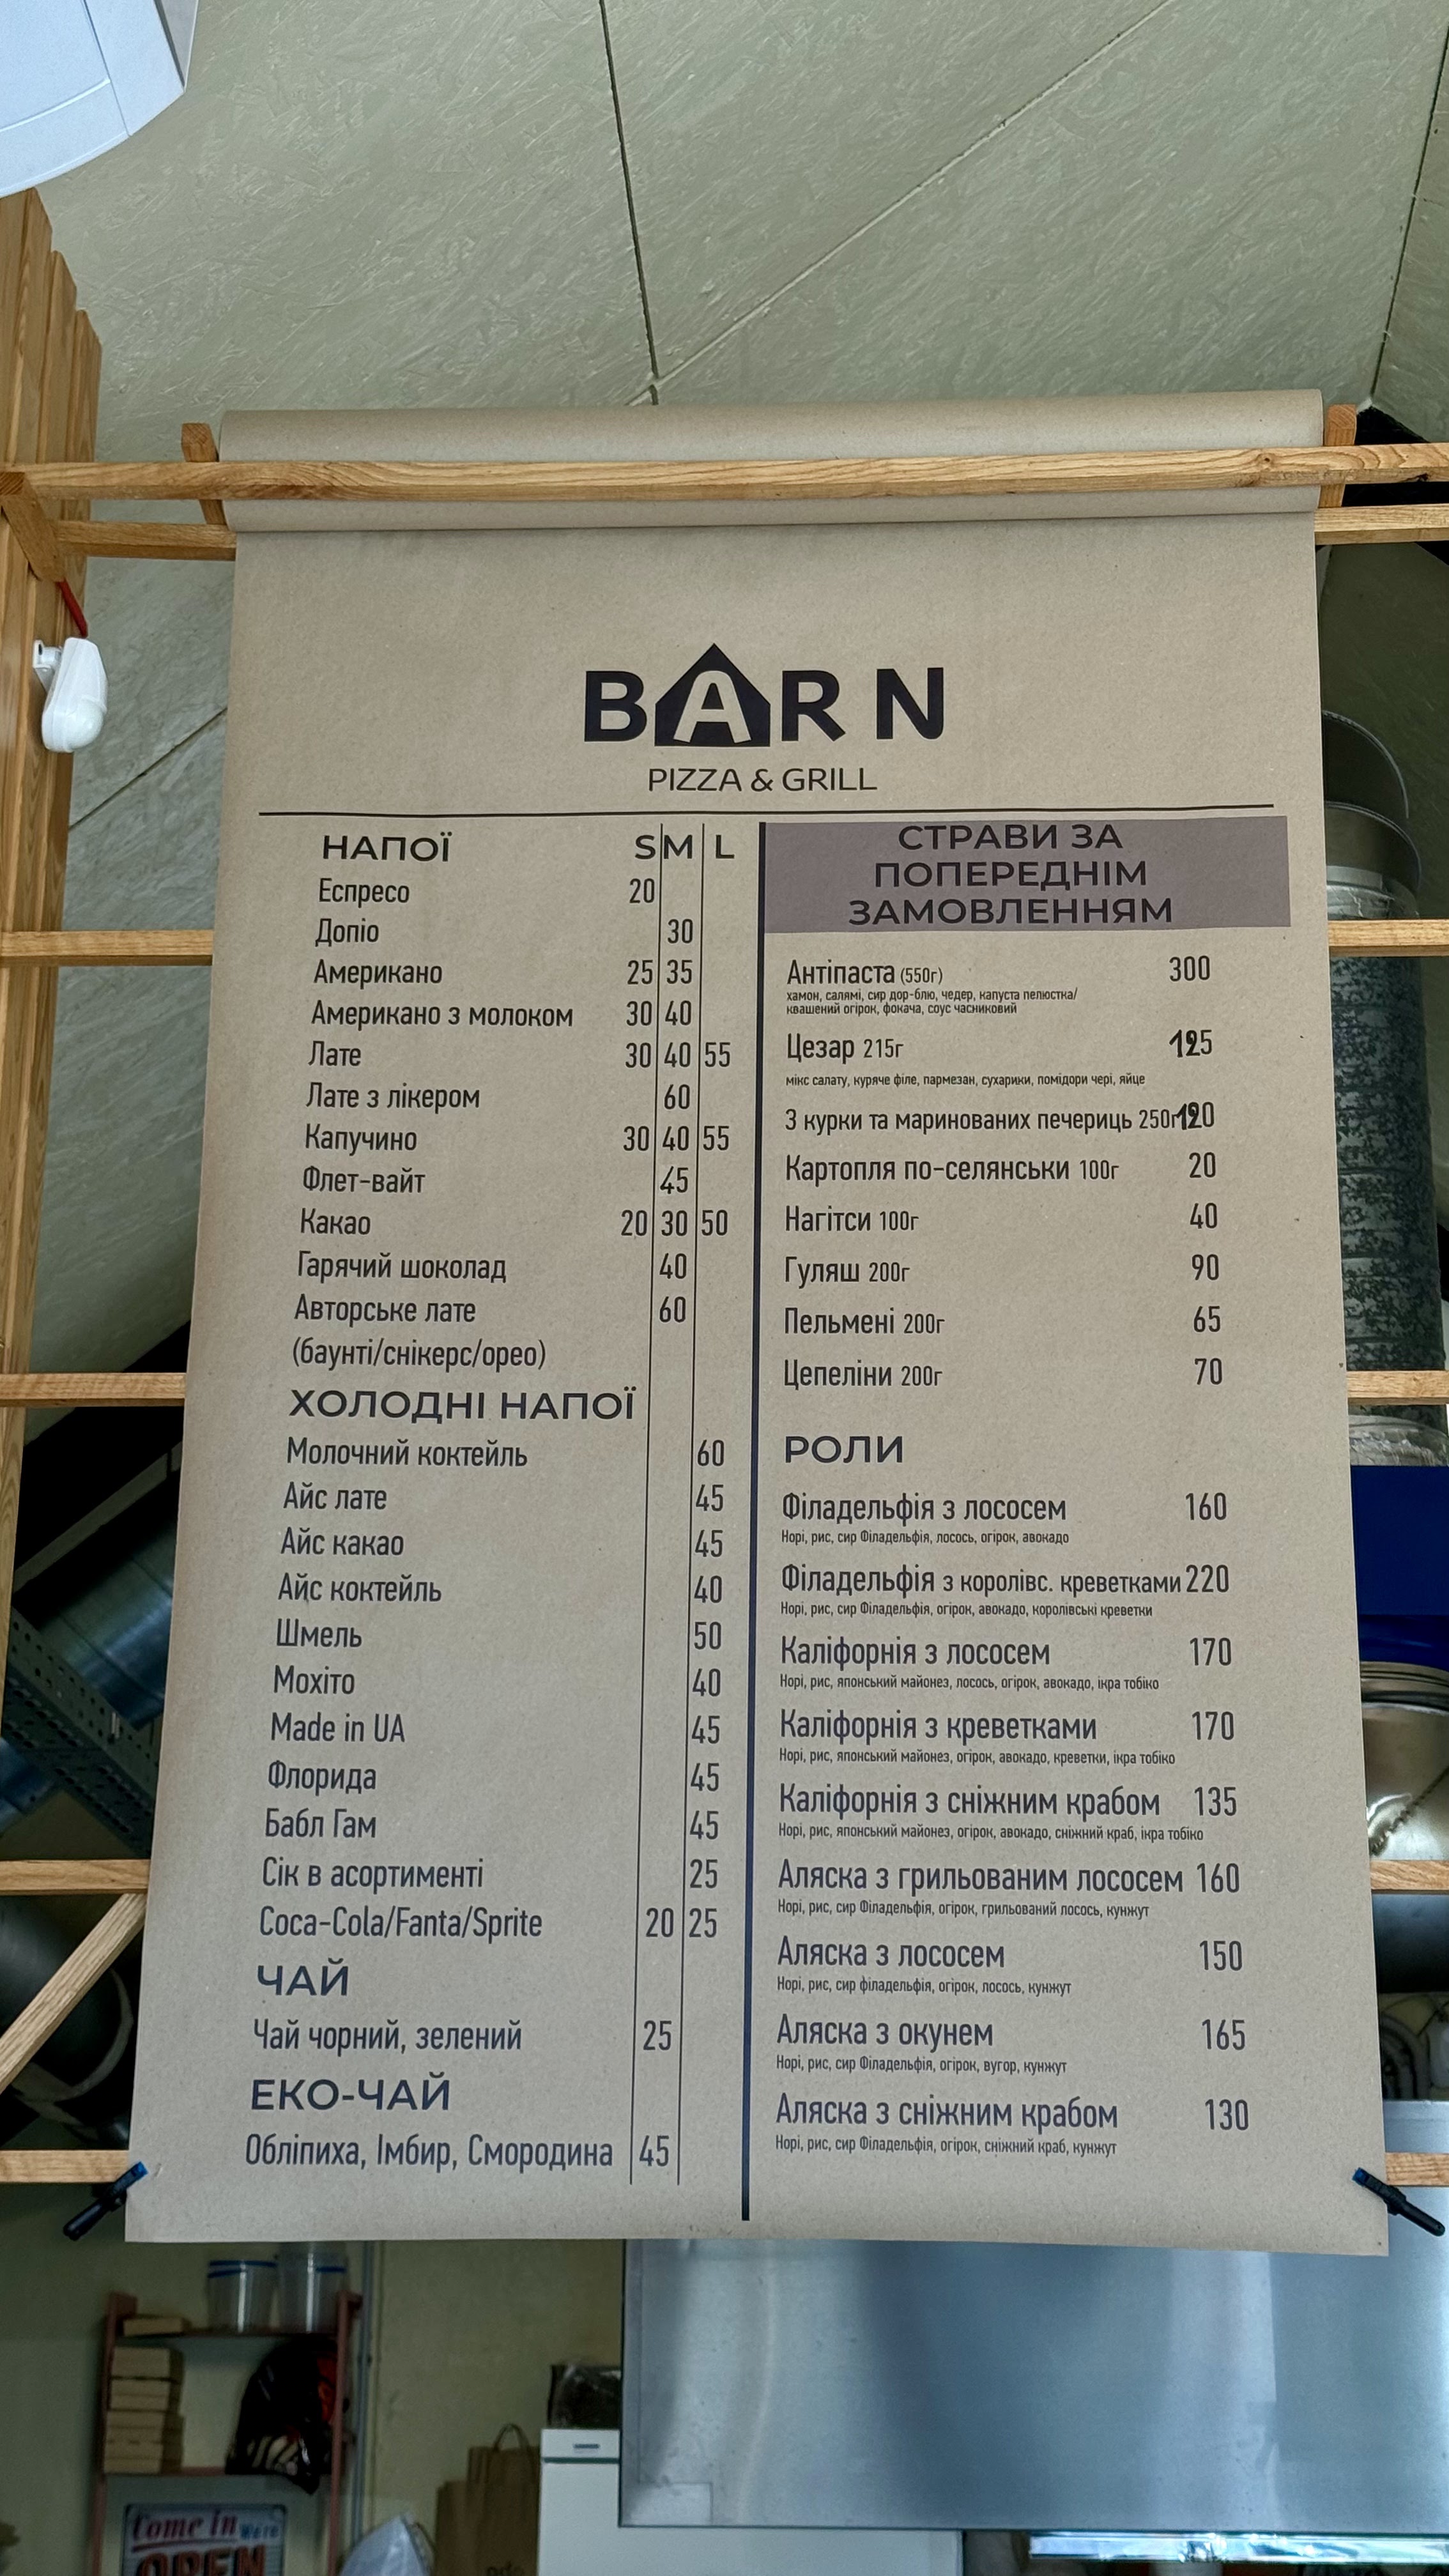 BARN
PIZZA & GRILL
НАПОЇ S M L
Еспресо 20
Допіо 30
Американо 25 35
Американо з молоком 30 40
Лате 30 40 55
Лате з лікером 60
Капучино 30 40 55
Флет-вайт 45
Какао 20 30 50
Гарячий шоколад 40
Авторське лате 60
(баунті/снікерс/орео)
ХОЛОДНІ НАПОЇ
Молочний коктейль 60
Айс лате 45
Айс какао 45
Айс коктейль 40
Шмель 50
Мохіто 40
Made in UA 45
Флорида 45
Бабл Гам 45
Сік в асортименті 25
Coca-Cola/Fanta/Sprite 20 25
ЧАЙ
Чай чорний, зелений 25
ЕКО-ЧАЙ
Обліпиха, Імбир, Смородина 45
СТРАВИ ЗА
ПОПЕРЕДНІМ
ЗАМОВЛЕННЯМ
Антіпаста (550г) 300
хамон, салямі, сир дор-блю, чедер, капуста пелюстка/
квашений огірок, фокача, соус часниковий
Цезар 215г 125
мікс салату, куряче філе, пармезан, сухарики, помідори чері, яйце
З курки та маринованих печериць 250г 120
Картопля по-селянськи 100г 20
Нагітси 100г 40
Гуляш 200г 90
Пельмені 200г 65
Цепеліни 200г 70
РОЛИ
Філадельфія з лососем 160
Норі, рис, сир Філадельфія, лосось, огірок, авокадо
Філадельфія з королівс. креветками 220
Норі, рис, сир Філадельфія, огірок, авокадо, королівські креветки
Каліфорнія з лососем 170
Норі, рис, японський майонез, лосось, огірок, авокадо, ікра тобіко
Каліфорнія з креветками 170
Норі, рис, японський майонез, огірок, авокадо, креветки, ікра тобіко
Каліфорнія з сніжним крабом 135
Норі, рис, японський майонез, огірок, авокадо, сніжний краб, ікра тобіко
Аляска з грильованим лососем 160
Норі, рис, сир Філадельфія, огірок, грильований лосось, кунжут
Аляска з лососем 150
Норі, рис, сир філадельфія, огірок, лосось, кунжут
Аляска з окунем 165
Норі, рис, сир Філадельфія, огірок, вугор, кунжут
Аляска з сніжним крабом 130
Норі, рис, сир Філадельфія, огірок, сніжний краб, кунжут
Come in We're
OPEN